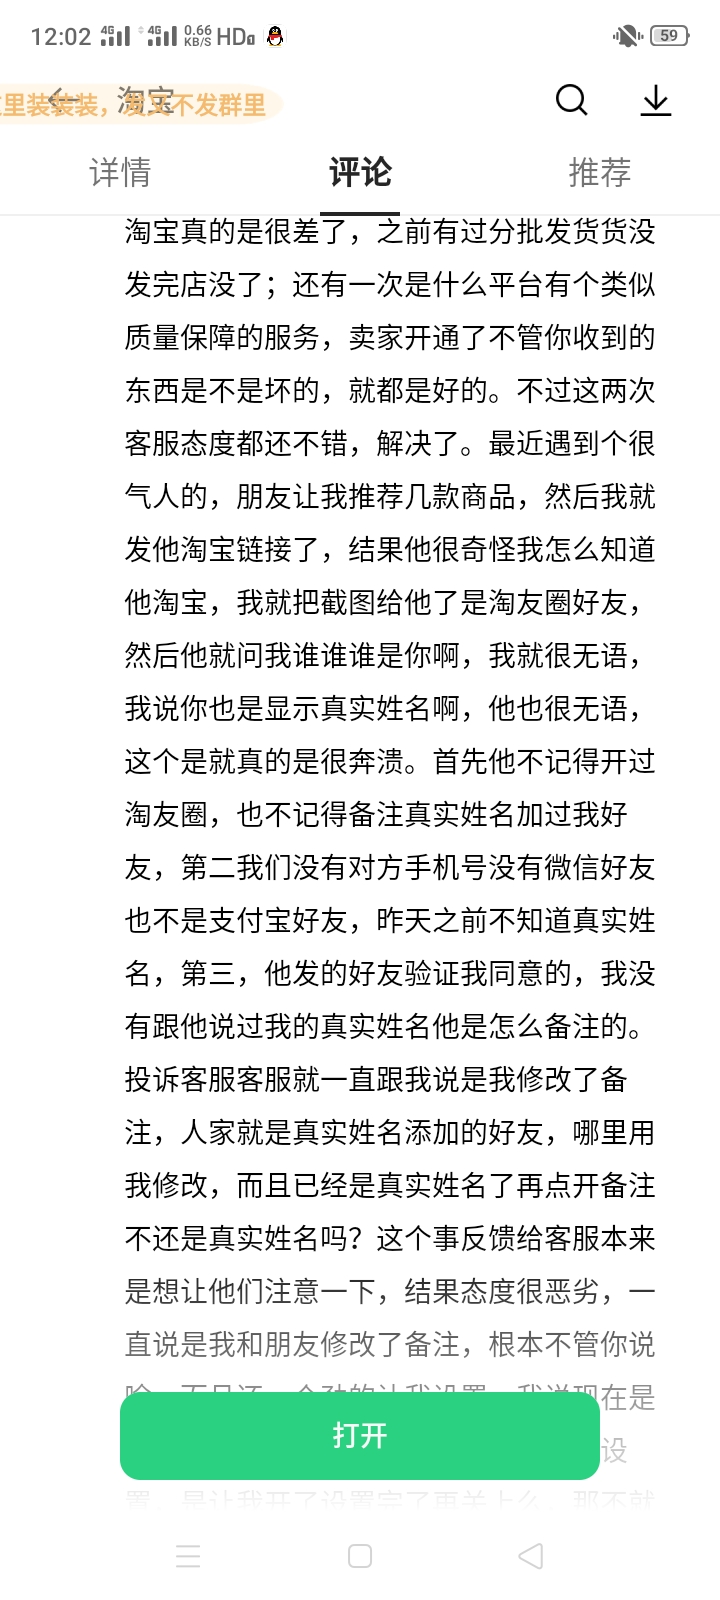 12:02 4G 4G 0.66 KB/S HD 59
里装装装，发又不发群里
淘宝
详情 评论 推荐
淘宝真的是很差了，之前有过分批发货货没
发完店没了；还有一次是什么平台有个类似
质量保障的服务，卖家开通了不管你收到的
东西是不是坏的，就都是好的。不过这两次
客服态度都还不错，解决了。最近遇到个很
气人的，朋友让我推荐几款商品，然后我就
发他淘宝链接了，结果他很奇怪我怎么知道
他淘宝，我就把截图给他了是淘友圈好友，
然后他就问我谁谁谁是你啊，我就很无语，
我说你也是显示真实姓名啊，他也很无语，
这个是就真的是很奔溃。首先他不记得开过
淘友圈，也不记得备注真实姓名加过我好
友，第二我们没有对方手机号没有微信好友
也不是支付宝好友，昨天之前不知道真实姓
名，第三，他发的好友验证我同意的，我没
有跟他说过我的真实姓名他是怎么备注的。
投诉客服客服就一直跟我说是我修改了备
注，人家就是真实姓名添加的好友，哪里用
我修改，而且已经是真实姓名了再点开备注
不还是真实姓名吗？这个事反馈给客服本来
是想让他们注意一下，结果态度很恶劣，一
直说是我和朋友修改了备注，根本不管你说
在是
打开
设
置，是让我开了设置完了再关上么，那不就